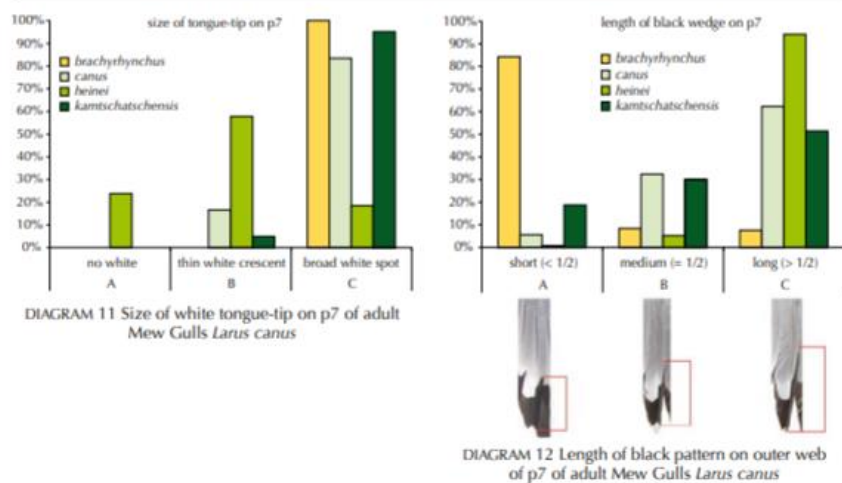 size of tongue-tip on p7
100%
90%
80%
70%
60%
50%
40%
30%
20%
10%
0%
brachyrhynchus
canus
heinei
kamtschatschensis
no white
thin white crescent
broad white spot
A
B
C
DIAGRAM 11 Size of white tongue-tip on p7 of adult
Mew Gulls Larus canus
length of black wedge on p7
100%
90%
80%
70%
60%
50%
40%
30%
20%
10%
0%
brachyrhynchus
canus
heinei
kamtschatschensis
short (< 1/2)
medium (= 1/2)
long (> 1/2)
A
B
C
DIAGRAM 12 Length of black pattern on outer web
of p7 of adult Mew Gulls Larus canus